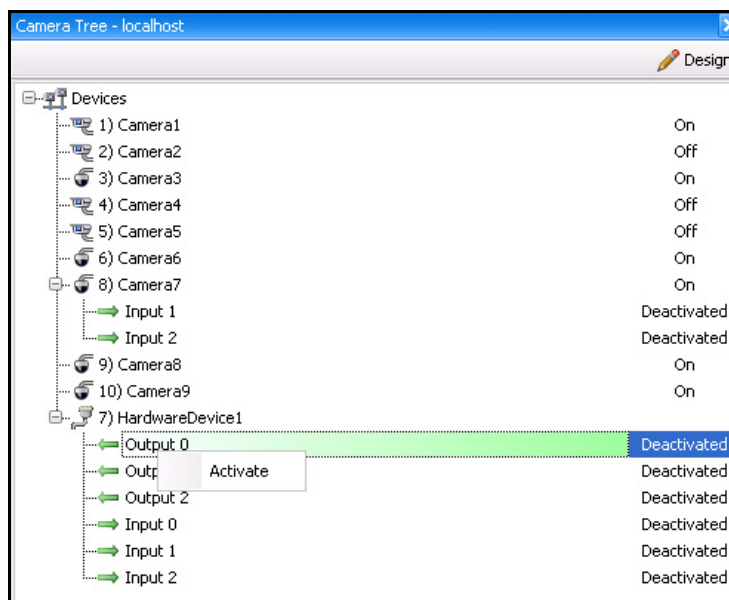 Camera Tree - localhost
Design
Devices
1) Camera1 On
2) Camera2 Off
3) Camera3 On
4) Camera4 Off
5) Camera5 Off
6) Camera6 On
8) Camera7 On
Input 1 Deactivated
Input 2 Deactivated
9) Camera8 On
10) Camera9 On
7) HardwareDevice1
Output 0 Deactivated
Outp Deactivated
Activate
Output 2 Deactivated
Input 0 Deactivated
Input 1 Deactivated
Input 2 Deactivated